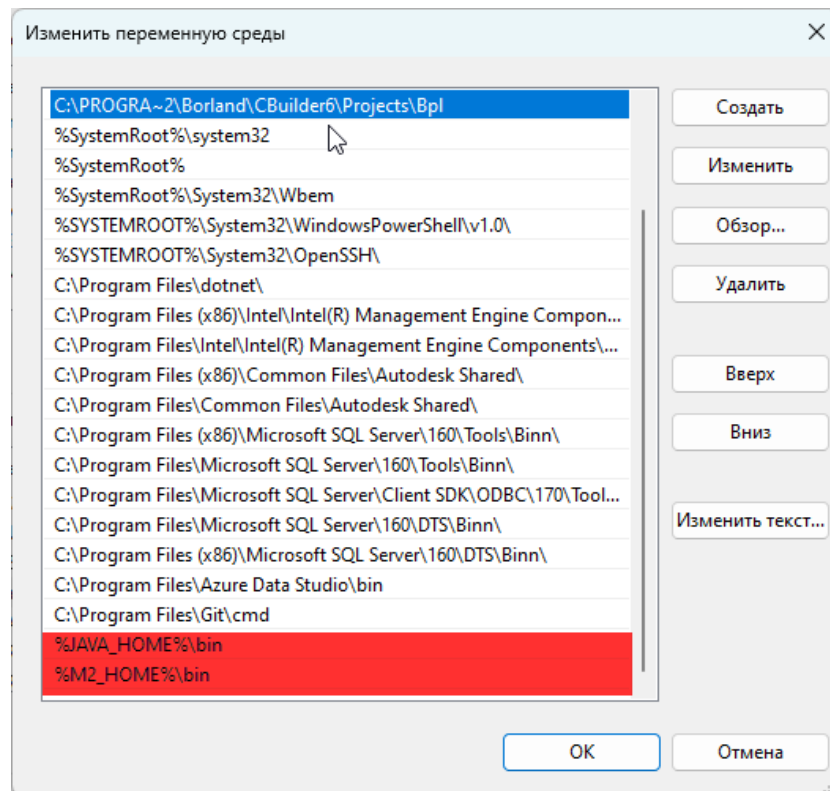 Изменить переменную среды
C:\PROGRA~2\Borland\CBuilder6\Projects\Bpl
%SystemRoot%\system32
%SystemRoot%
%SystemRoot%\System32\Wbem
%SYSTEMROOT%\System32\WindowsPowerShell\v1.0\
%SYSTEMROOT%\System32\OpenSSH\
C:\Program Files\dotnet\
C:\Program Files (x86)\Intel\Intel(R) Management Engine Compon...
C:\Program Files\Intel\Intel(R) Management Engine Components\...
C:\Program Files (x86)\Common Files\Autodesk Shared\
C:\Program Files\Common Files\Autodesk Shared\
C:\Program Files (x86)\Microsoft SQL Server\160\Tools\Binn\
C:\Program Files\Microsoft SQL Server\160\Tools\Binn\
C:\Program Files\Microsoft SQL Server\Client SDK\ODBC\170\Tool...
C:\Program Files\Microsoft SQL Server\160\DTS\Binn\
C:\Program Files (x86)\Microsoft SQL Server\160\DTS\Binn\
C:\Program Files\Azure Data Studio\bin
C:\Program Files\Git\cmd
%JAVA_HOME%\bin
%M2_HOME%\bin
Создать
Изменить
Обзор...
Удалить
Вверх
Вниз
Изменить текст...
ОК
Отмена